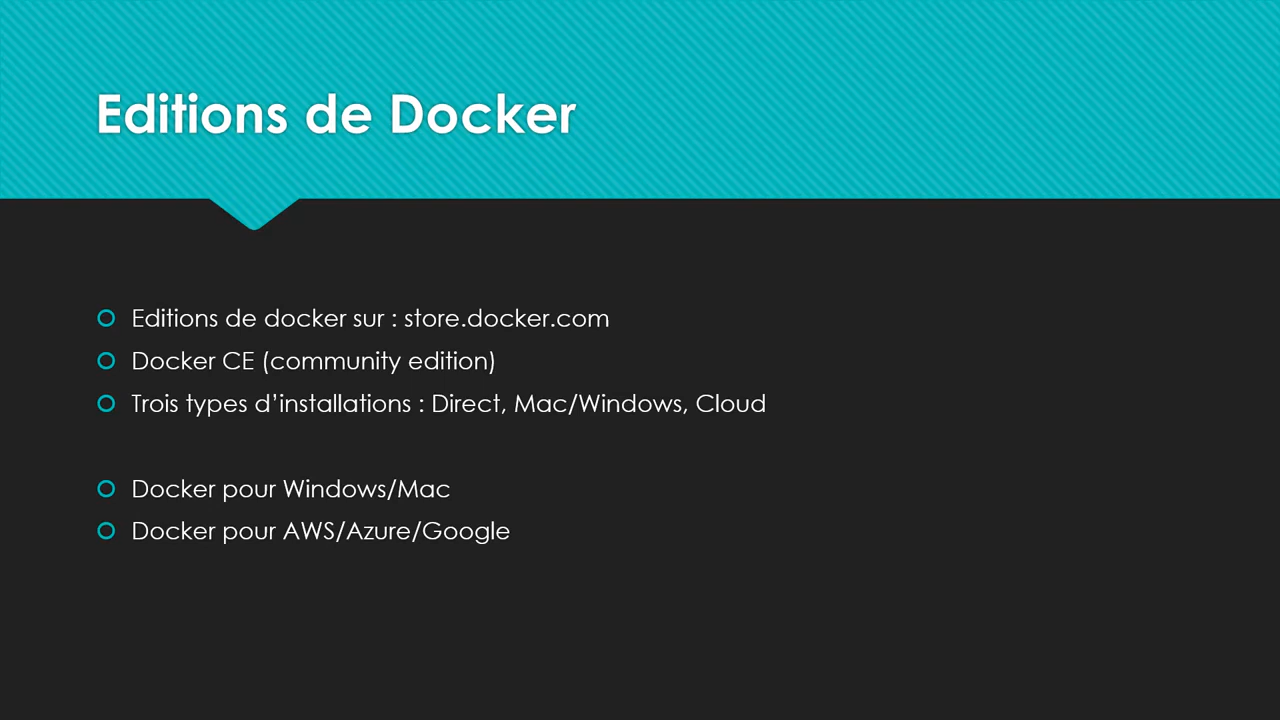 Editions de Docker
Editions de docker sur : store.docker.com
Docker CE (community edition)
Trois types d’installations : Direct, Mac/Windows, Cloud
Docker pour Windows/Mac
Docker pour AWS/Azure/Google